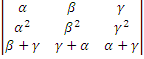 α β γ
α² β² γ²
β + γ γ + α α + γ